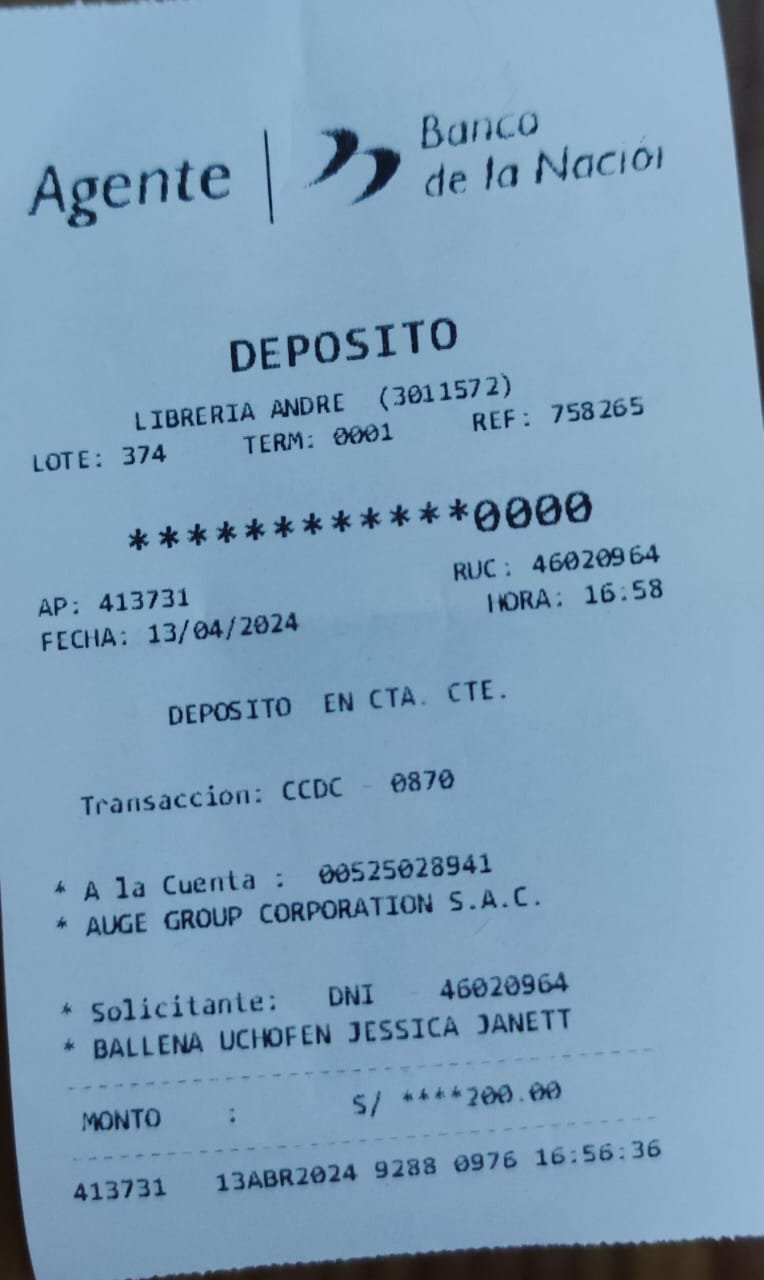 Agente | Banco
de la Nación
DEPOSITO
LIBRERIA ANDRE (3011572)
LOTE: 374 TERM: 0001 REF: 758265
************0000
AP: 413731 RUC: 46020964
FECHA: 13/04/2024 HORA: 16:58
DEPOSITO EN CTA. CTE.
Transaccion: CCDC - 0870
* A la Cuenta : 00525028941
* AUGE GROUP CORPORATION S.A.C.
* Solicitante: DNI - 46020964
* BALLENA UCHOFEN JESSICA JANETT
MONTO : S/ ****200.00
413731 13ABR2024 9288 0976 16:56:36